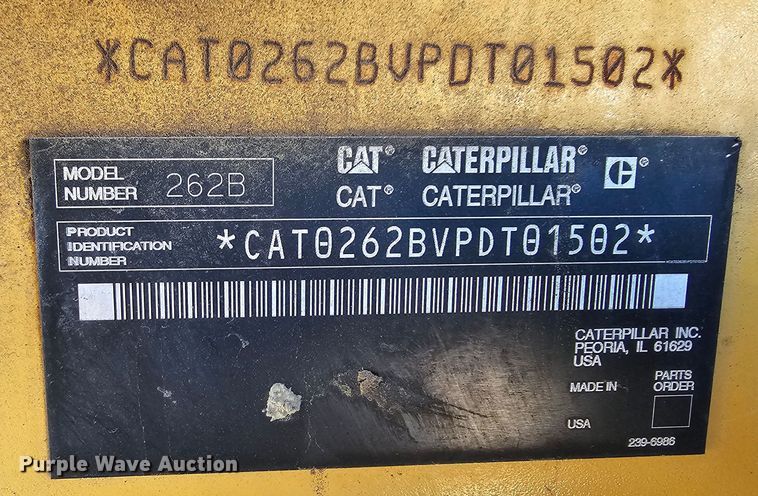 *CAT0262BVPDT01502*
CAT® CATERPILLAR®
MODEL NUMBER 262B
CAT® CATERPILLAR® C®
PRODUCT
IDENTIFICATION
NUMBER
*CAT0262BVPDT01502*
*CAT0262BVPDT01502*
CATERPILLAR INC.
PEORIA, IL 61629
USA
MADE IN
PARTS
ORDER
USA
239-6986
Purple Wave Auction